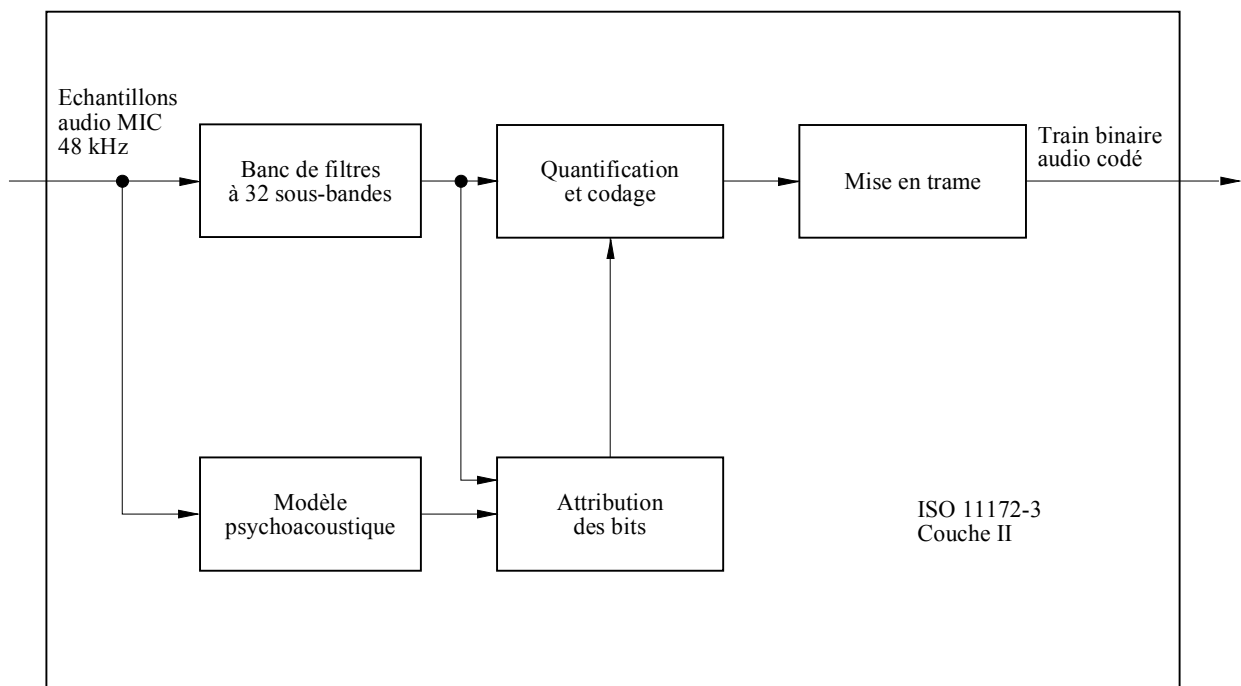 Echantillons
audio MIC
48 kHz
Banc de filtres
à 32 sous-bandes
Quantification
et codage
Mise en trame
Train binaire
audio codé
Modèle
psychoacoustique
Attribution
des bits
ISO 11172-3
Couche II